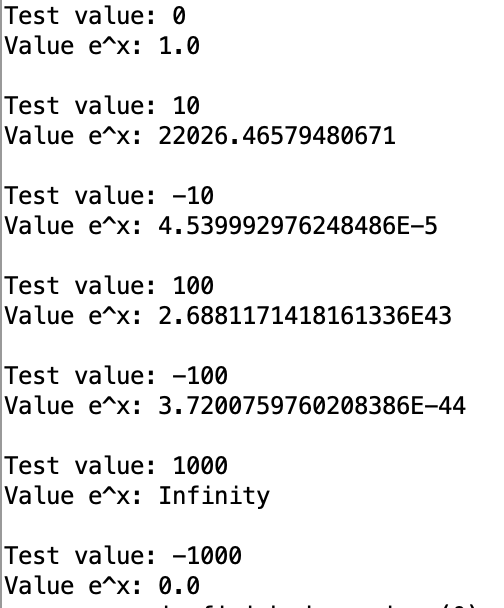 Test value: 0
Value e^x: 1.0
Test value: 10
Value e^x: 22026.46579480671
Test value: -10
Value e^x: 4.539992976248486E-5
Test value: 100
Value e^x: 2.6881171418161336E43
Test value: -100
Value e^x: 3.7200759760208386E-44
Test value: 1000
Value e^x: Infinity
Test value: -1000
Value e^x: 0.0